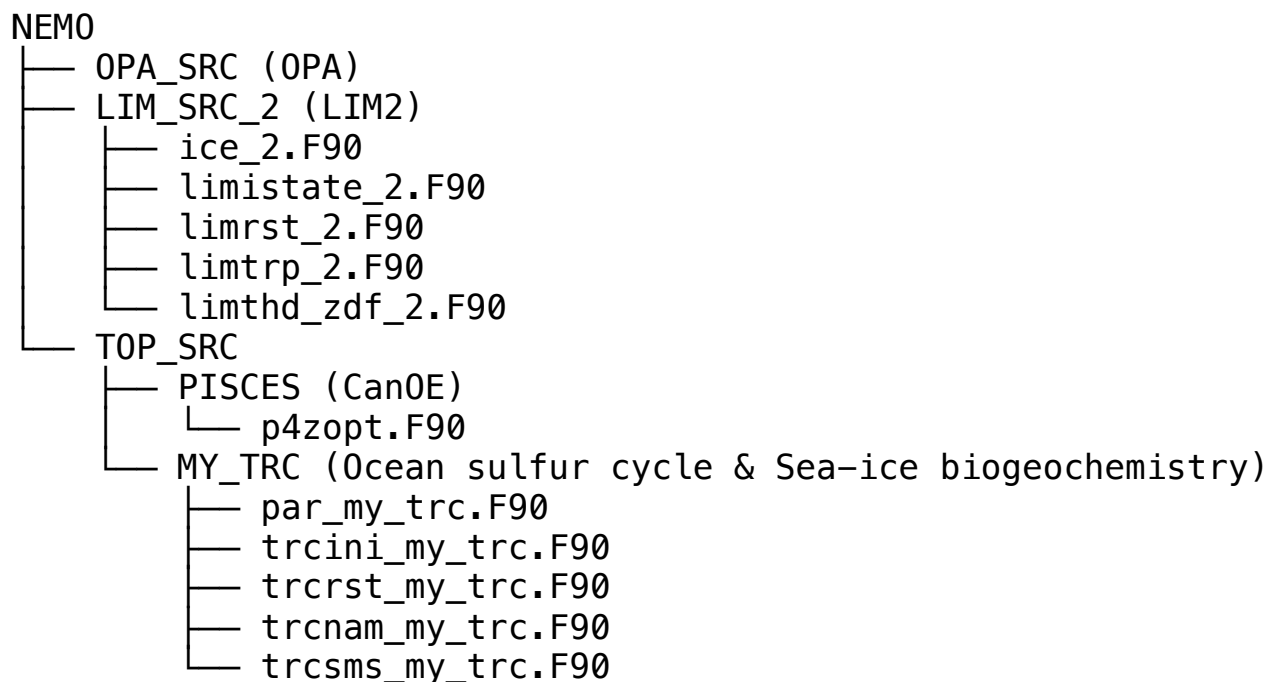 NEMO
├── OPA_SRC (OPA)
├── LIM_SRC_2 (LIM2)
│   ├── ice_2.F90
│   ├── limistate_2.F90
│   ├── limrst_2.F90
│   ├── limtrp_2.F90
│   └── limthd_zdf_2.F90
└── TOP_SRC
    ├── PISCES (CanOE)
    │   └── p4zopt.F90
    └── MY_TRC (Ocean sulfur cycle & Sea-ice biogeochemistry)
        ├── par_my_trc.F90
        ├── trcini_my_trc.F90
        ├── trcrst_my_trc.F90
        ├── trcnam_my_trc.F90
        └── trcsms_my_trc.F90